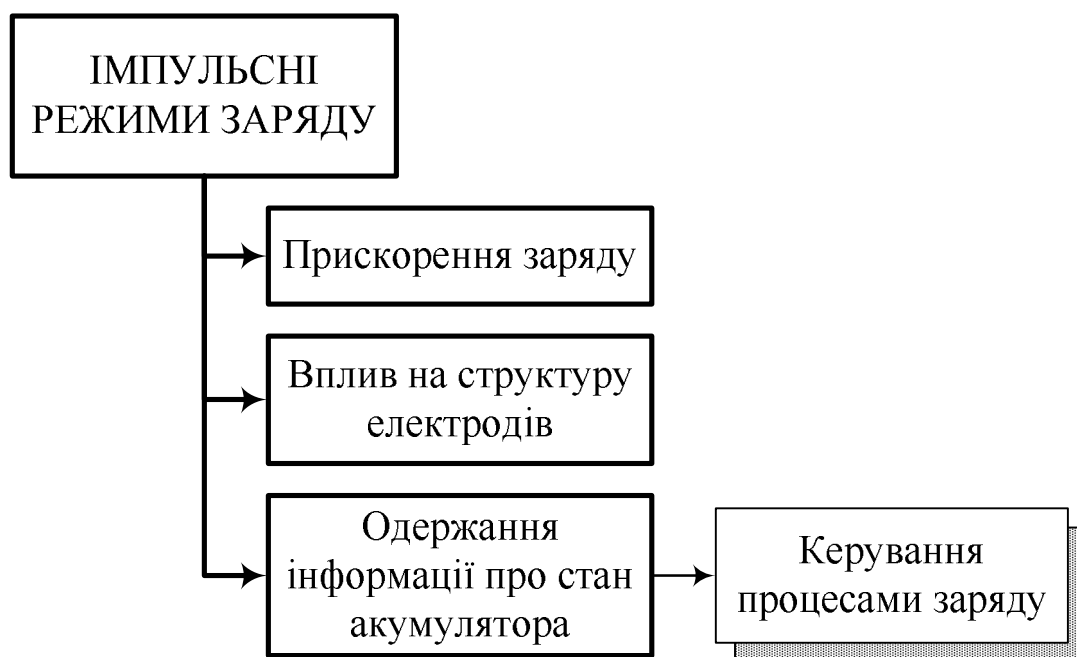 ІМПУЛЬСНІ
РЕЖИМИ ЗАРЯДУ
Прискорення заряду
Вплив на структуру
електродів
Одержання
інформації про стан
акумулятора
Керування
процесами заряду